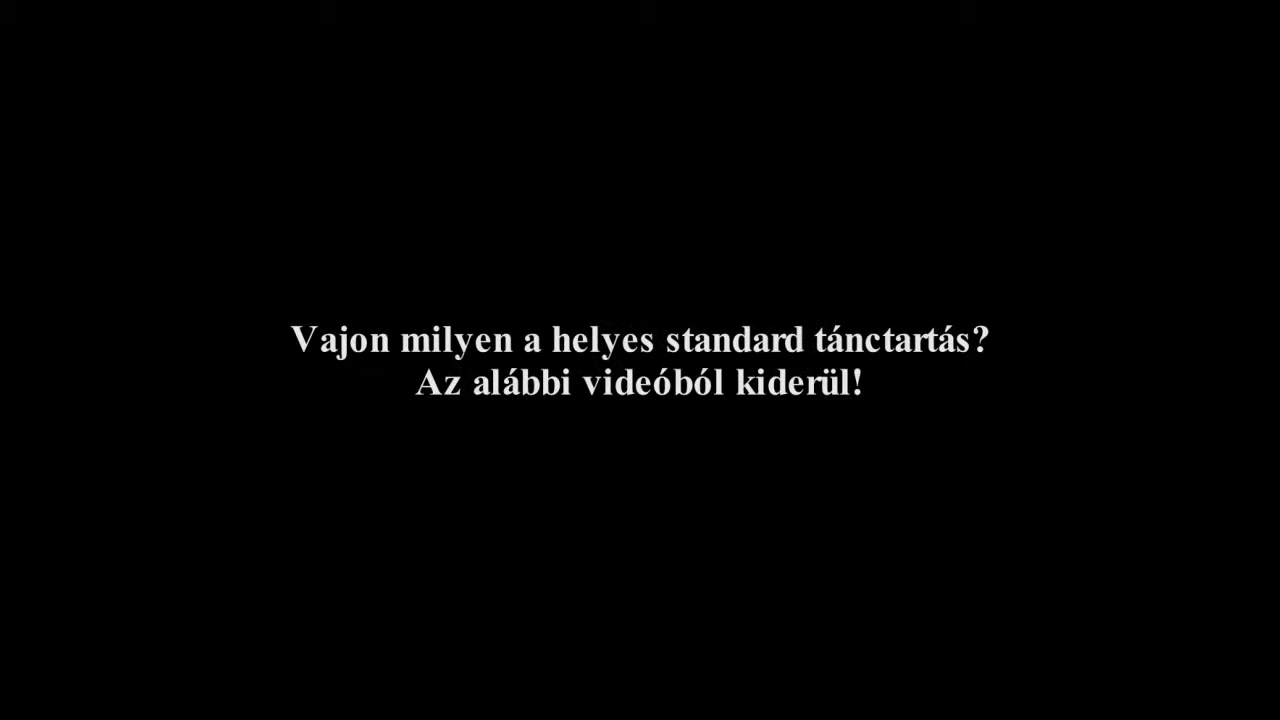 Vajon milyen a helyes standard tánctartás?
Az alábbi videóból kiderül!